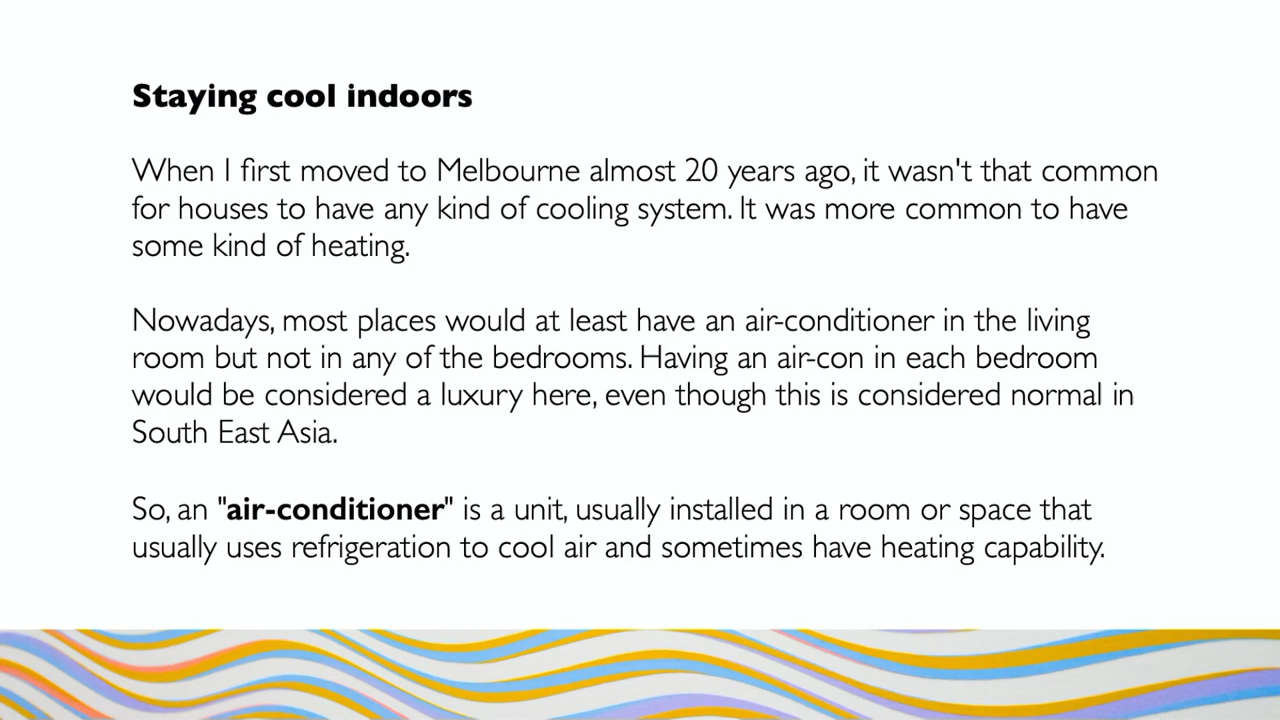 Staying cool indoors
When I first moved to Melbourne almost 20 years ago, it wasn't that common
for houses to have any kind of cooling system. It was more common to have
some kind of heating.
Nowadays, most places would at least have an air-conditioner in the living
room but not in any of the bedrooms. Having an air-con in each bedroom
would be considered a luxury here, even though this is considered normal in
South East Asia.
So, an "air-conditioner" is a unit, usually installed in a room or space that
usually uses refrigeration to cool air and sometimes have heating capability.